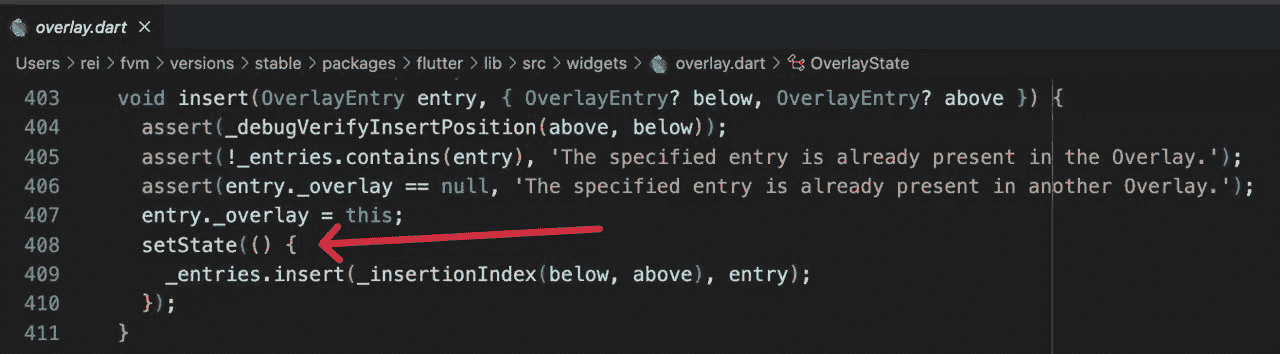 overlay.dart ×
Users > rei > fvm > versions > stable > packages > flutter > lib > src > widgets > overlay.dart > OverlayState
403 void insert(OverlayEntry entry, { OverlayEntry? below, OverlayEntry? above }) {
404 assert(_debugVerifyInsertPosition(above, below));
405 assert(!_entries.contains(entry), 'The specified entry is already present in the Overlay.');
406 assert(entry._overlay == null, 'The specified entry is already present in another Overlay.');
407 entry._overlay = this;
408 setState(() {
409 _entries.insert(_insertionIndex(below, above), entry);
410 });
411 }